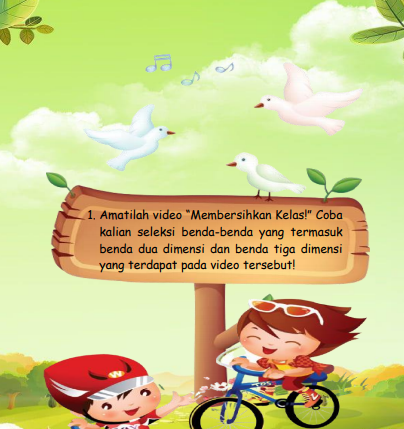 1. Amatilah video "Membersihkan Kelas!" Coba
kalian seleksi benda-benda yang termasuk
benda dua dimensi dan benda tiga dimensi
yang terdapat pada video tersebut!